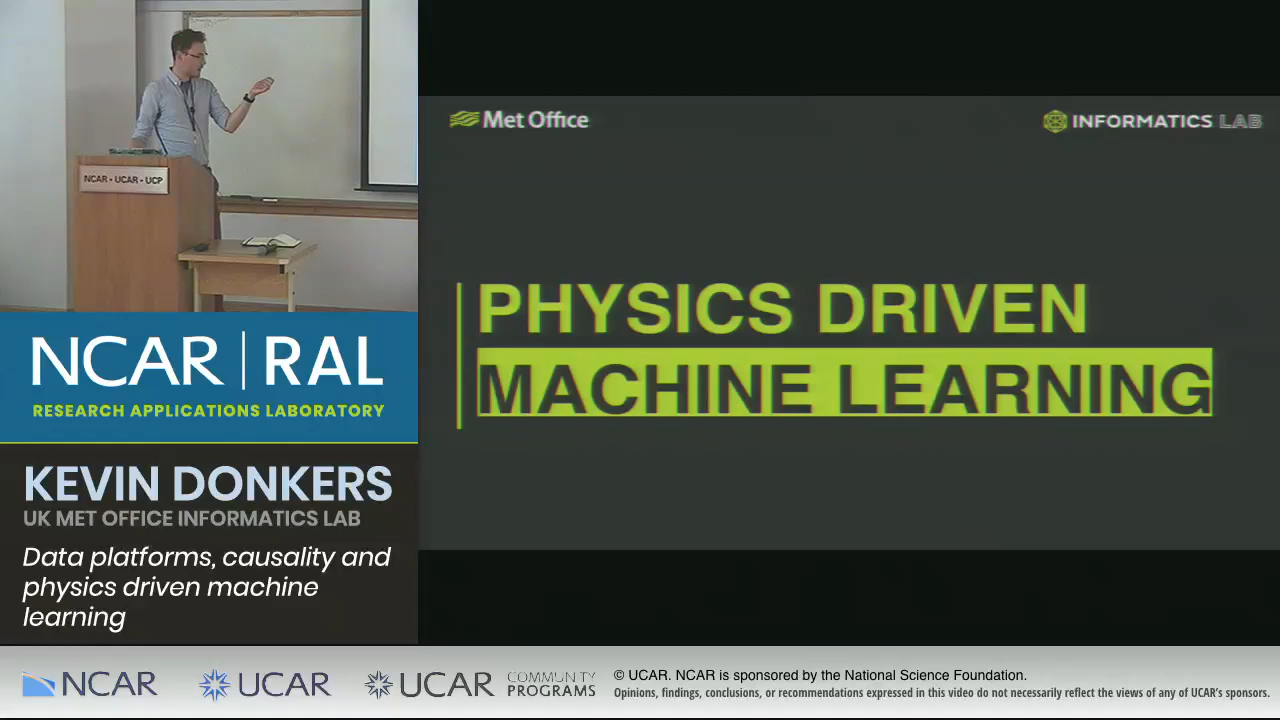 NCAR - UCAR - UCP
NCAR | RAL
RESEARCH APPLICATIONS LABORATORY
KEVIN DONKERS
UK MET OFFICE INFORMATICS LAB
Data platforms, causality and
physics driven machine
learning
Met Office
INFORMATICS LAB
PHYSICS DRIVEN
MACHINE LEARNING
NCAR
UCAR
UCAR
COMMUNITY
PROGRAMS
© UCAR. NCAR is sponsored by the National Science Foundation.
Opinions, findings, conclusions, or recommendations expressed in this video do not necessarily reflect the views of any of UCAR's sponsors.